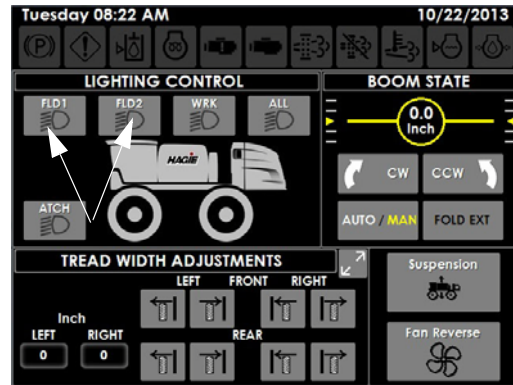 Tuesday 08:22 AM 10/22/2013
LIGHTING CONTROL
FLD1 FLD2 WRK ALL
HAGIE
ATCH
BOOM STATE
0.0
Inch
CW CCW
AUTO / MAN FOLD EXT
TREAD WIDTH ADJUSTMENTS
LEFT FRONT RIGHT
Inch
LEFT RIGHT
0 0
REAR
Suspension
Fan Reverse